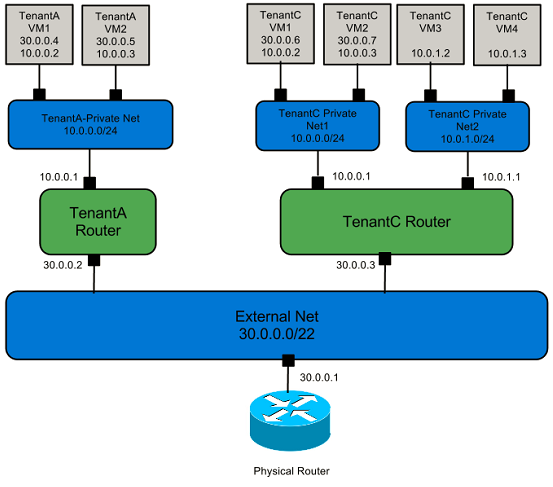 TenantA
VM1
30.0.0.4
10.0.0.2
TenantA
VM2
30.0.0.5
10.0.0.3
TenantC
VM1
30.0.0.6
10.0.0.2
TenantC
VM2
30.0.0.7
10.0.0.3
TenantC
VM3
10.0.1.2
TenantC
VM4
10.0.1.3
TenantA-Private Net
10.0.0.0/24
TenantC Private
Net1
10.0.0.0/24
TenantC Private
Net2
10.0.1.0/24
10.0.0.1
10.0.0.1
10.0.1.1
TenantA
Router
TenantC Router
30.0.0.2
30.0.0.3
External Net
30.0.0.0/22
30.0.0.1
Physical Router